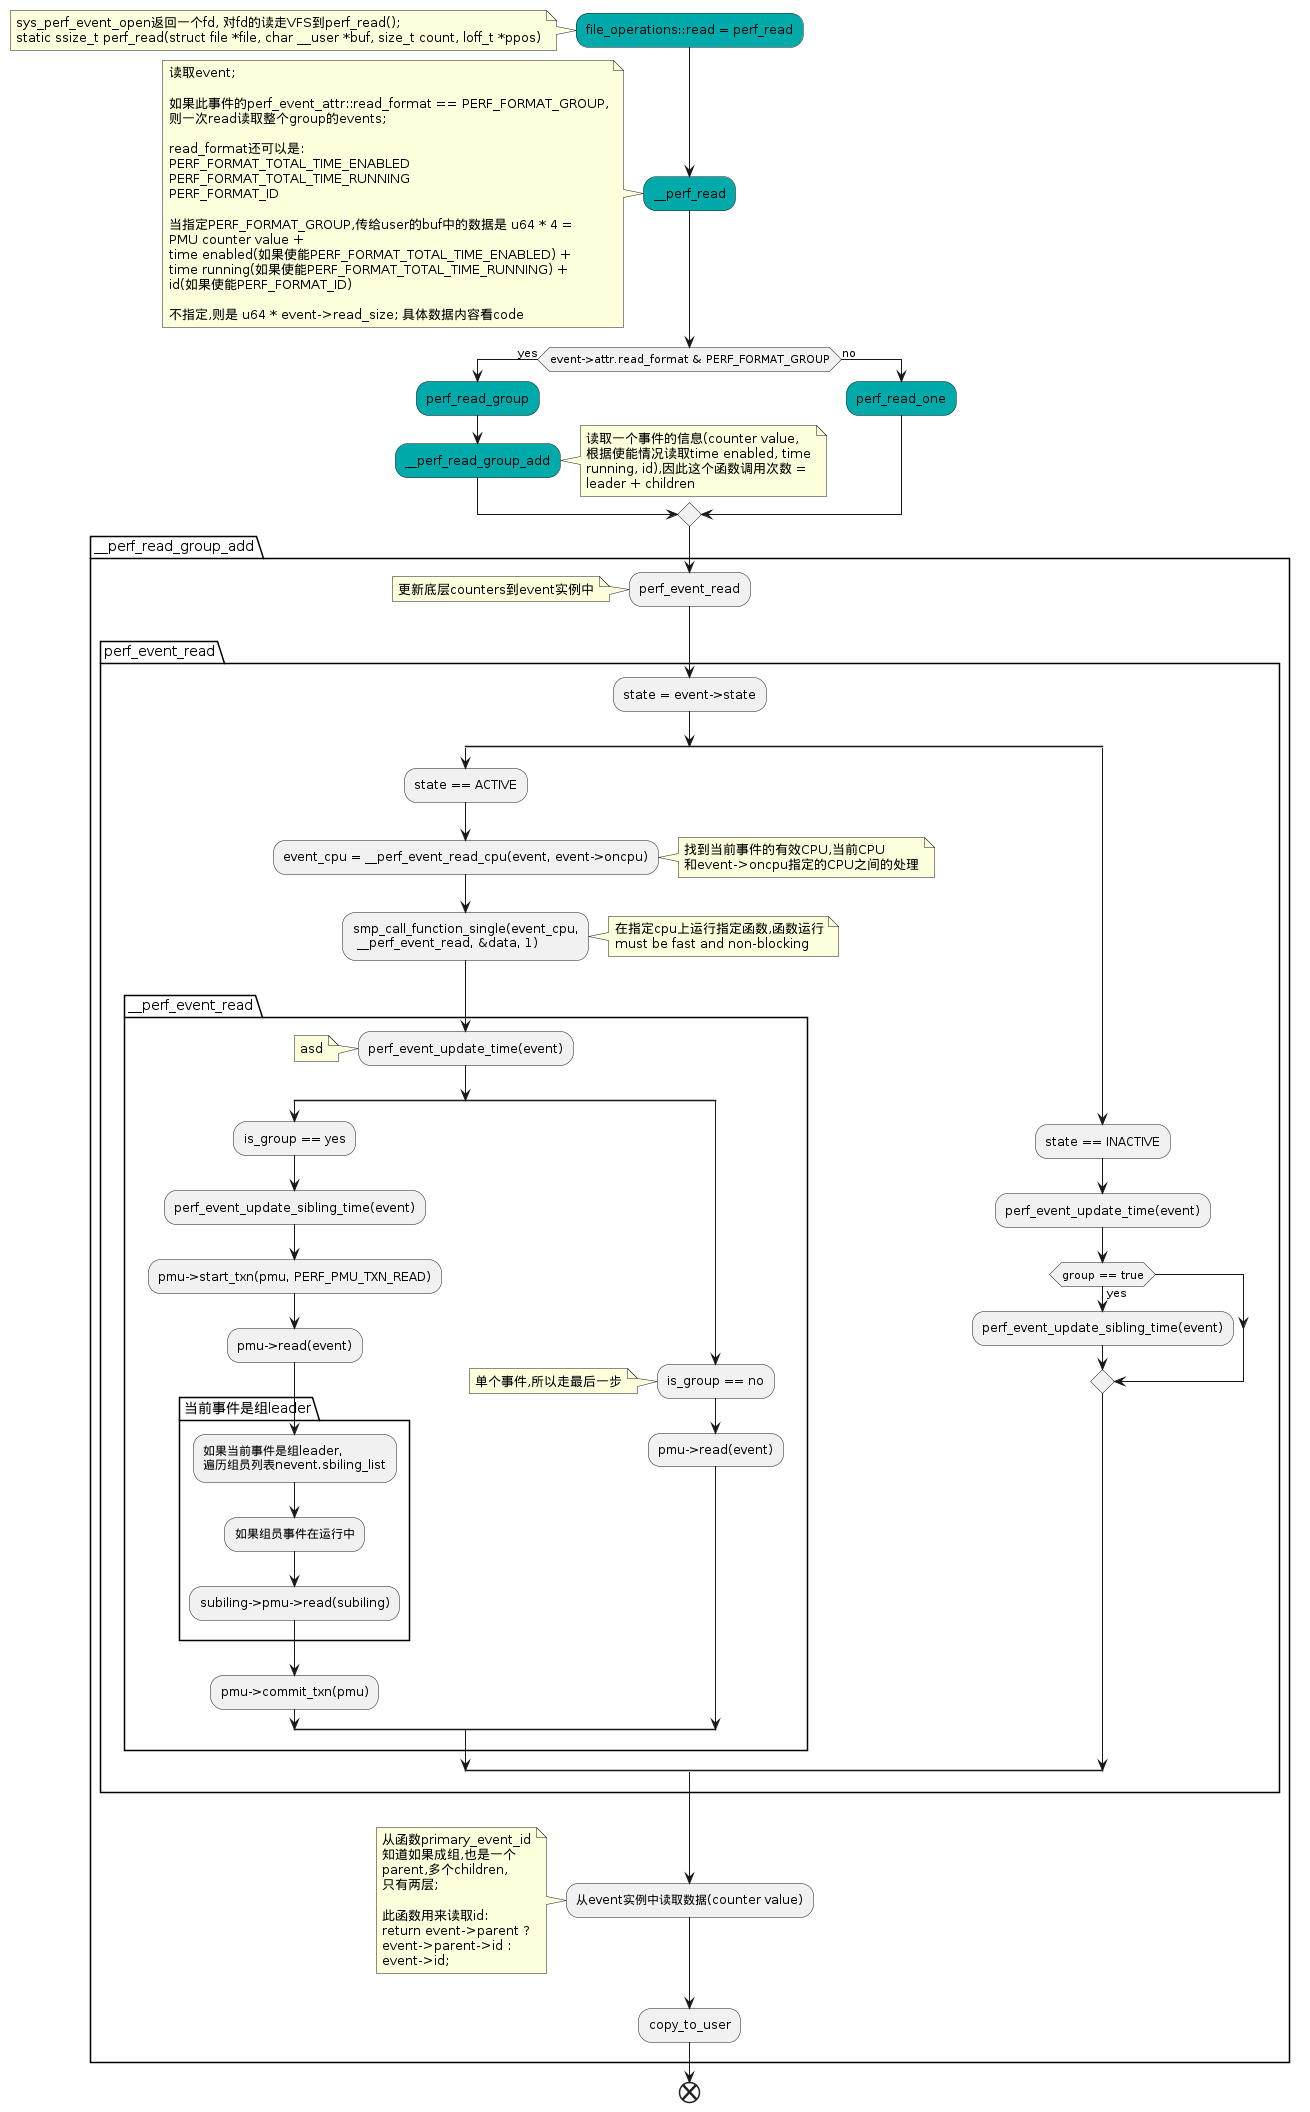 sys_perf_event_open返回一个fd, 对fd的读走VFS到perf_read();
static ssize_t perf_read(struct file *file, char __user *buf, size_t count, loff_t *ppos)
file_operations::read = perf_read
读取event;
如果此事件的perf_event_attr::read_format == PERF_FORMAT_GROUP,
则一次read读取整个group的events;
read_format还可以是:
PERF_FORMAT_TOTAL_TIME_ENABLED
PERF_FORMAT_TOTAL_TIME_RUNNING
PERF_FORMAT_ID
当指定PERF_FORMAT_GROUP,传给user的buf中的数据是 u64 * 4 =
PMU counter value +
time enabled(如果使能PERF_FORMAT_TOTAL_TIME_ENABLED) +
time running(如果使能PERF_FORMAT_TOTAL_TIME_RUNNING) +
id(如果使能PERF_FORMAT_ID)
不指定,则是 u64 * event->read_size; 具体数据内容看code
__perf_read
yes
event->attr.read_format & PERF_FORMAT_GROUP
no
perf_read_group
perf_read_one
__perf_read_group_add
读取一个事件的信息(counter value,
根据使能情况读取time enabled, time
running, id),因此这个函数调用次数 =
leader + children
__perf_read_group_add
更新底层counters到event实例中
perf_event_read
perf_event_read
state = event->state
state == ACTIVE
event_cpu = __perf_event_read_cpu(event, event->oncpu)
找到当前事件的有效CPU,当前CPU
和event->oncpu指定的CPU之间的处理
smp_call_function_single(event_cpu,
__perf_event_read, &data, 1)
在指定cpu上运行指定函数,函数运行
must be fast and non-blocking
__perf_event_read
asd
perf_event_update_time(event)
is_group == yes
perf_event_update_sibling_time(event)
pmu->start_txn(pmu, PERF_PMU_TXN_READ)
pmu->read(event)
当前事件是组leader
如果当前事件是组leader,
遍历组员列表nevent.sbiling_list
如果组员事件在运行中
subiling->pmu->read(subiling)
pmu->commit_txn(pmu)
单个事件,所以走最后一步
is_group == no
pmu->read(event)
state == INACTIVE
perf_event_update_time(event)
group == true
yes
perf_event_update_sibling_time(event)
从函数primary_event_id
知道如果成组,也是一个
parent,多个children,
只有两层;
此函数用来读取id:
return event->parent ?
event->parent->id :
event->id;
从event实例中读取数据(counter value)
copy_to_user